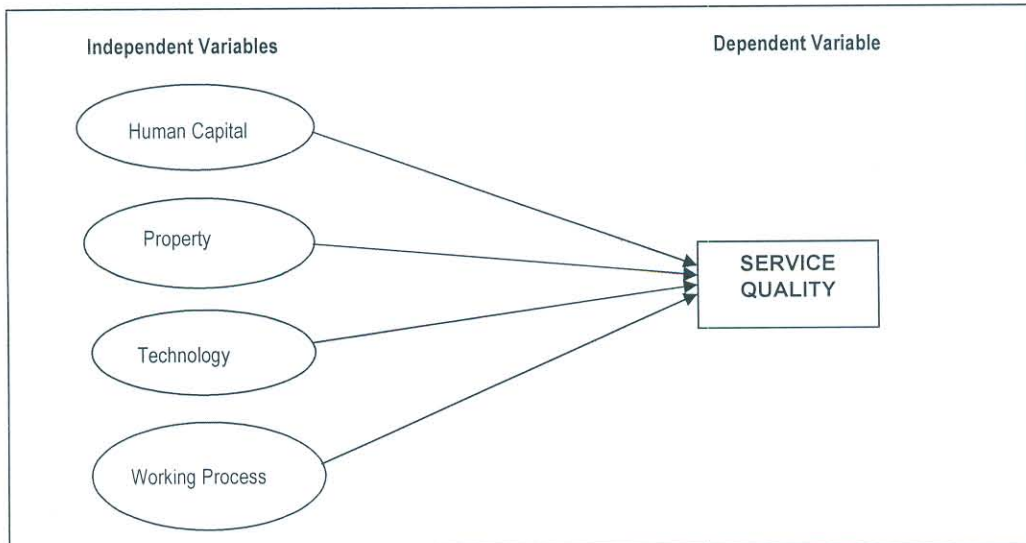 Independent Variables
Dependent Variable
Human Capital
Property
SERVICE
QUALITY
Technology
Working Process